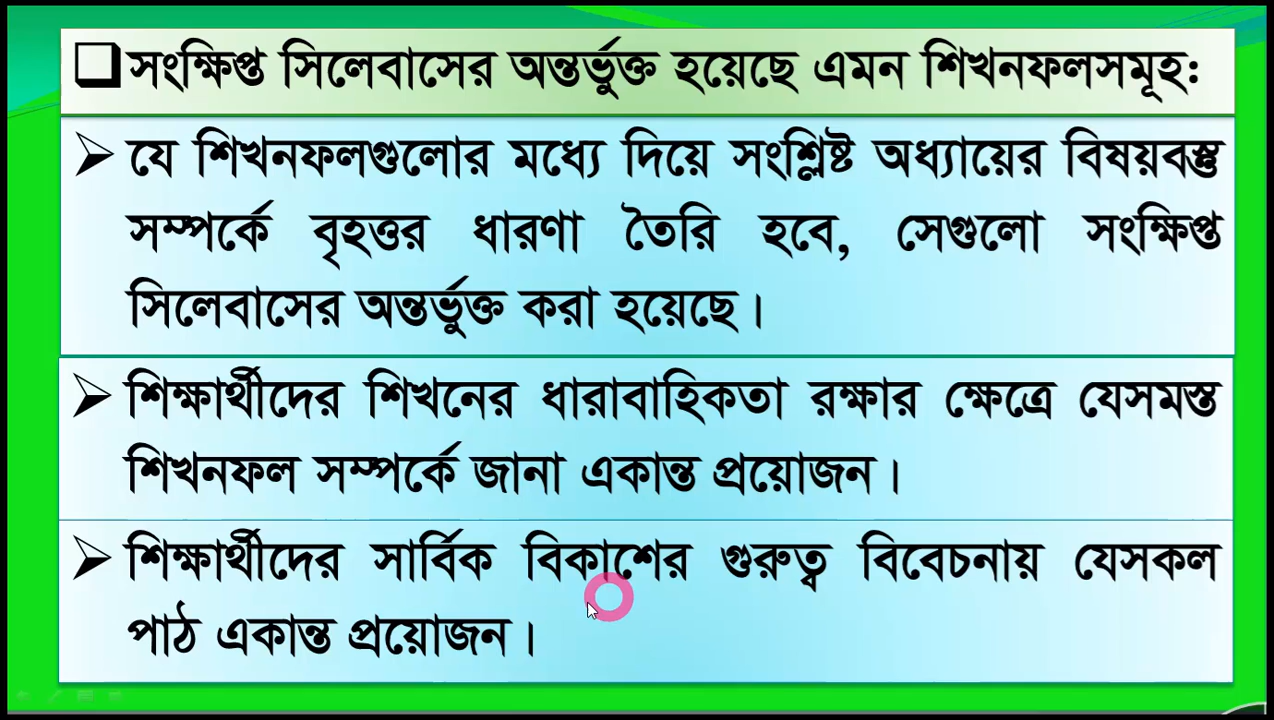 সংক্ষিপ্ত সিলেবাসের অন্তর্ভুক্ত হয়েছে এমন শিখনফলসমূহ:
যে শিখনফলগুলোর মধ্যে দিয়ে সংশ্লিষ্ট অধ্যায়ের বিষয়বস্তু
সম্পর্কে বৃহত্তর ধারণা তৈরি হবে, সেগুলো সংক্ষিপ্ত
সিলেবাসের অন্তর্ভুক্ত করা হয়েছে।
শিক্ষার্থীদের শিখনের ধারাবাহিকতা রক্ষার ক্ষেত্রে যেসমস্ত
শিখনফল সম্পর্কে জানা একান্ত প্রয়োজন।
শিক্ষার্থীদের সার্বিক বিকাশের গুরুত্ব বিবেচনায় যেসকল
পাঠ একান্ত প্রয়োজন।